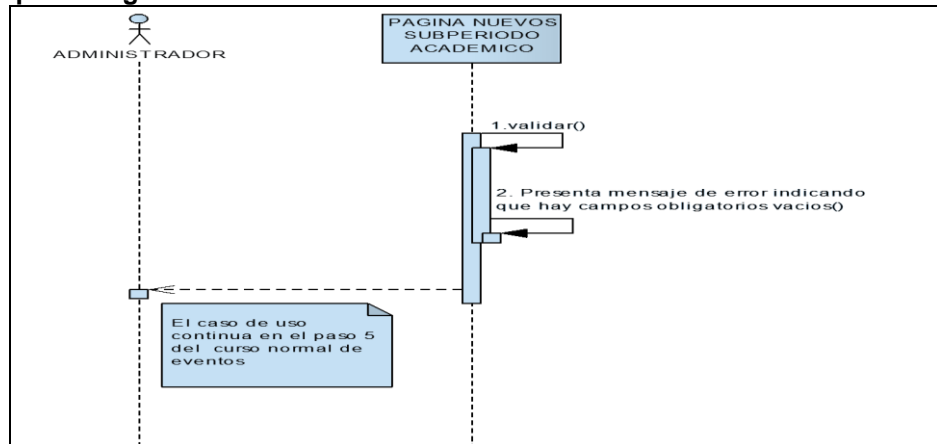 ADMINISTRADOR
PAGINA NUEVOS
SUBPERIODO
ACADEMICO
1.validar()
2. Presenta mensaje de error indicando
que hay campos obligatorios vacios()
El caso de uso
continua en el paso 5
del curso normal de
eventos